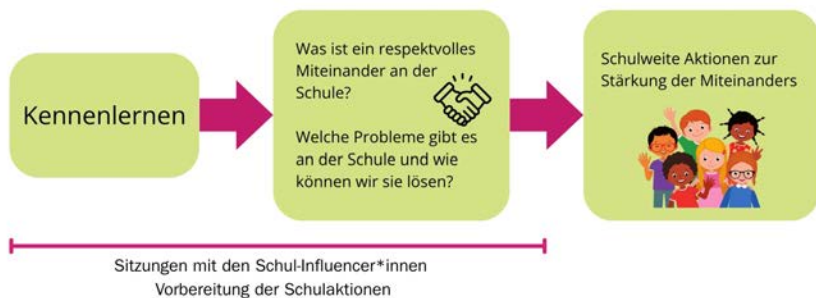 Kennenlernen
Was ist ein respektvolles
Miteinander an der
Schule?
Welche Probleme gibt es
an der Schule und wie
können wir sie lösen?
Schulweite Aktionen zur
Stärkung der Miteinanders
Sitzungen mit den Schul-Influencer*innen
Vorbereitung der Schulaktionen